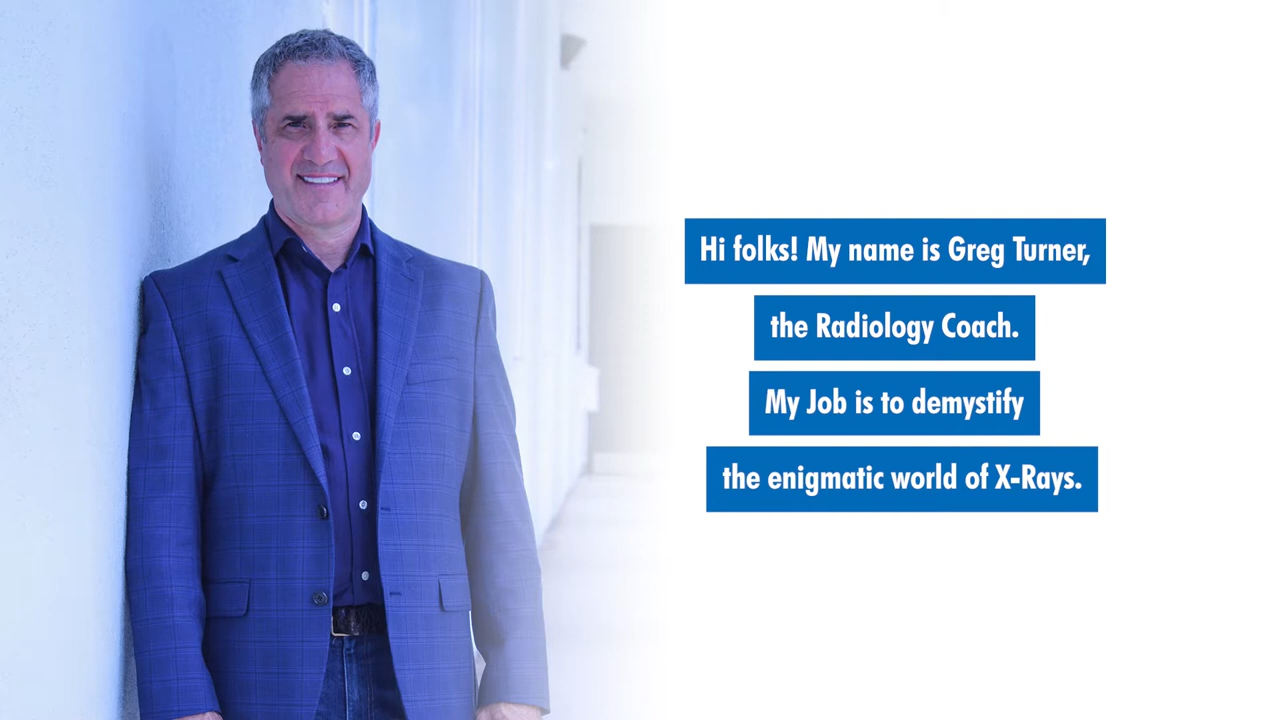 Hi folks! My name is Greg Turner,
the Radiology Coach.
My Job is to demystify
the enigmatic world of X-Rays.